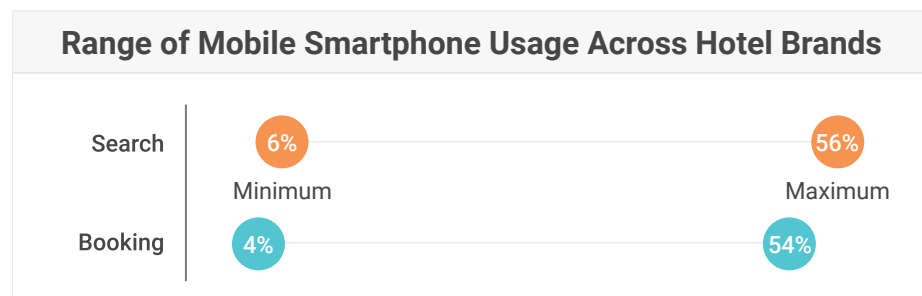 Range of Mobile Smartphone Usage Across Hotel Brands
Search 6% 56%
Minimum Maximum
Booking 4% 54%